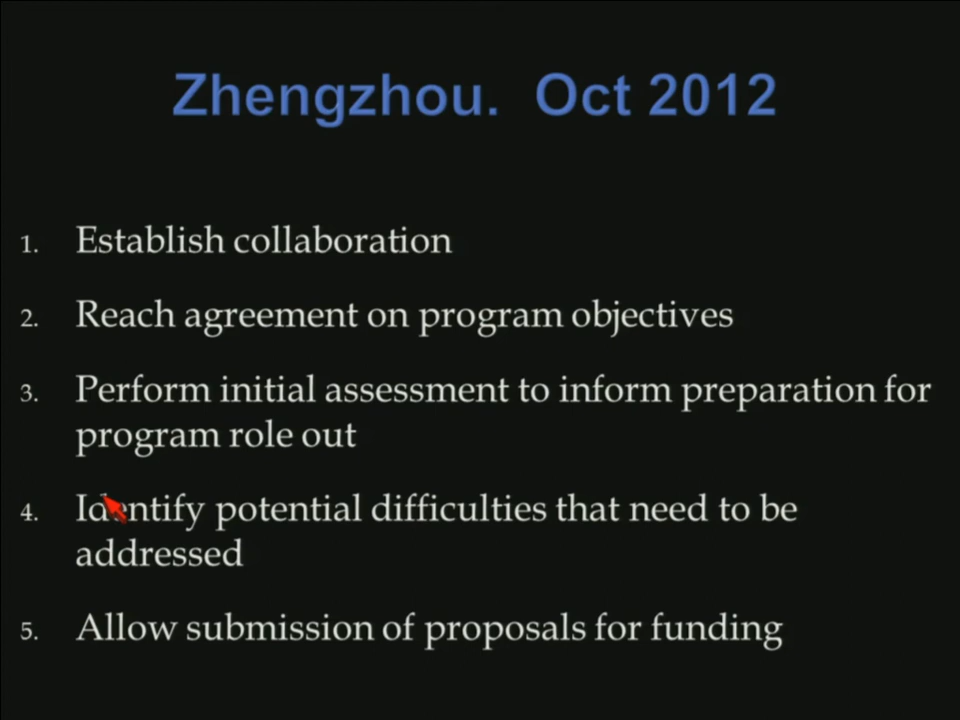 Zhengzhou. Oct 2012
1. Establish collaboration
2. Reach agreement on program objectives
3. Perform initial assessment to inform preparation for
program role out
4. Identify potential difficulties that need to be
addressed
5. Allow submission of proposals for funding